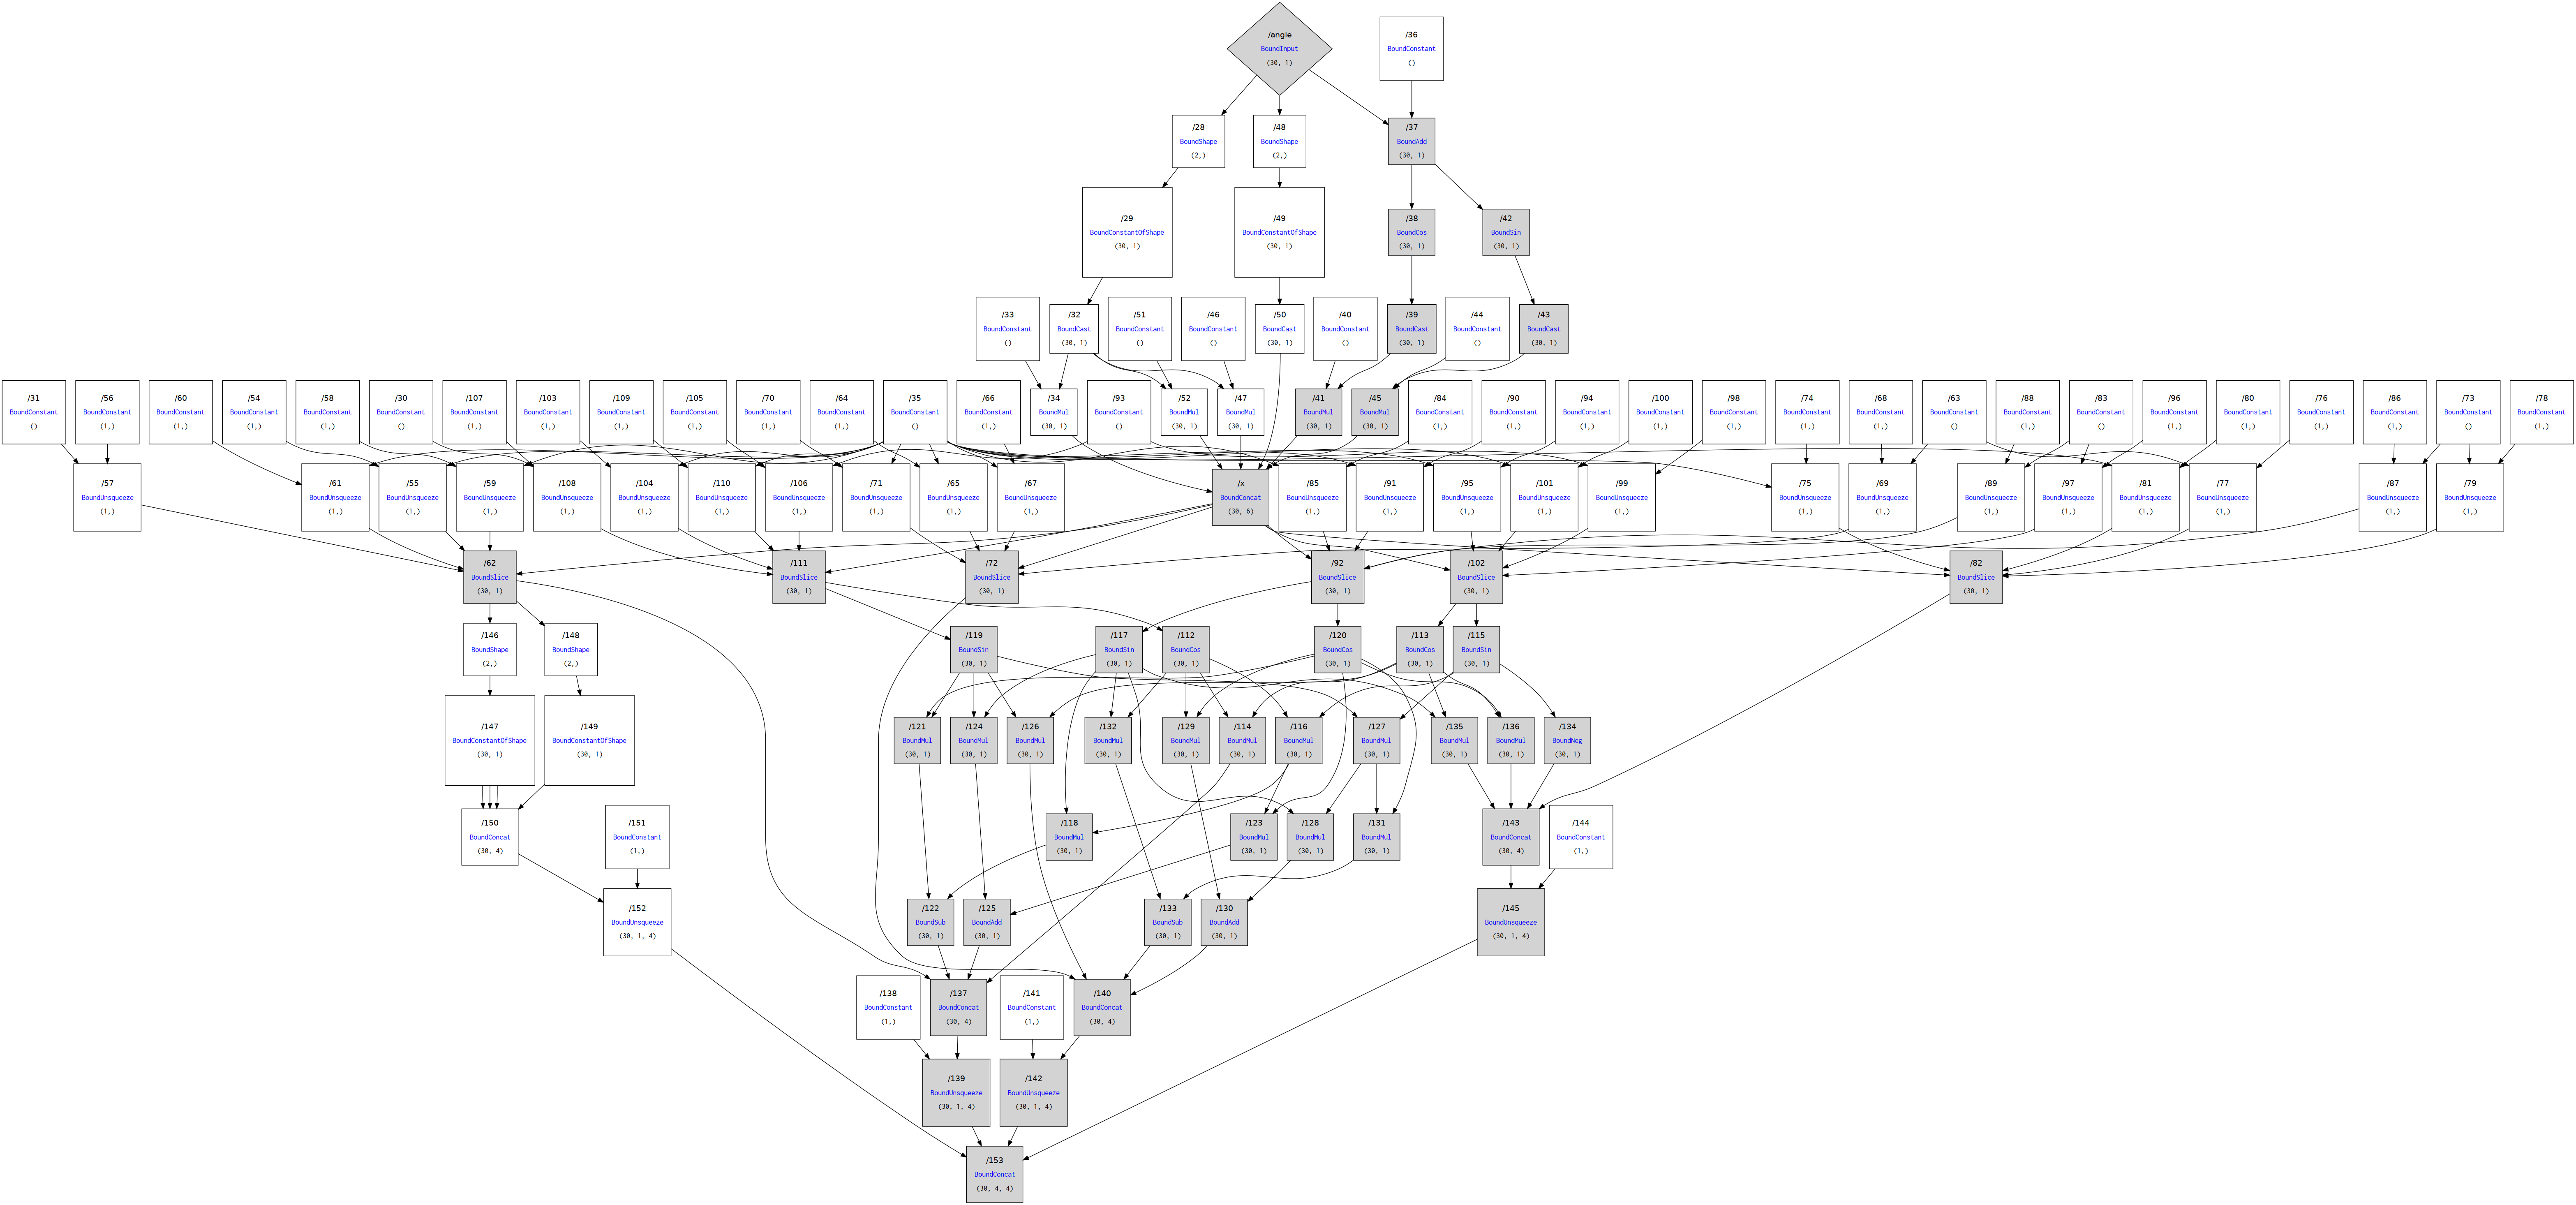 /angle
BoundInput
(30, 1)
/36
BoundConstant
()
/28
BoundShape
(2,)
/48
BoundShape
(2,)
/37
BoundAdd
(30, 1)
/29
BoundConstantOfShape
(30, 1)
/49
BoundConstantOfShape
(30, 1)
/38
BoundCos
(30, 1)
/42
BoundSin
(30, 1)
/33
BoundConstant
()
/32
BoundCast
(30, 1)
/51
BoundConstant
()
/46
BoundConstant
()
/50
BoundCast
(30, 1)
/40
BoundConstant
()
/39
BoundCast
(30, 1)
/44
BoundConstant
()
/43
BoundCast
(30, 1)
/31
BoundConstant
()
/56
BoundConstant
(1,)
/60
BoundConstant
(1,)
/54
BoundConstant
(1,)
/58
BoundConstant
(1,)
/30
BoundConstant
()
/107
BoundConstant
(1,)
/103
BoundConstant
(1,)
/109
BoundConstant
(1,)
/105
BoundConstant
(1,)
/70
BoundConstant
(1,)
/64
BoundConstant
(1,)
/35
BoundConstant
()
/66
BoundConstant
(1,)
/34
BoundMul
(30, 1)
/93
BoundConstant
()
/52
BoundMul
(30, 1)
/47
BoundMul
(30, 1)
/41
BoundMul
(30, 1)
/45
BoundMul
(30, 1)
/84
BoundConstant
(1,)
/90
BoundConstant
(1,)
/94
BoundConstant
(1,)
/100
BoundConstant
(1,)
/98
BoundConstant
(1,)
/74
BoundConstant
(1,)
/68
BoundConstant
(1,)
/63
BoundConstant
()
/88
BoundConstant
(1,)
/83
BoundConstant
()
/96
BoundConstant
(1,)
/80
BoundConstant
(1,)
/76
BoundConstant
(1,)
/86
BoundConstant
(1,)
/73
BoundConstant
()
/78
BoundConstant
(1,)
/57
BoundUnsqueeze
(1,)
/61
BoundUnsqueeze
(1,)
/55
BoundUnsqueeze
(1,)
/59
BoundUnsqueeze
(1,)
/108
BoundUnsqueeze
(1,)
/104
BoundUnsqueeze
(1,)
/110
BoundUnsqueeze
(1,)
/106
BoundUnsqueeze
(1,)
/71
BoundUnsqueeze
(1,)
/65
BoundUnsqueeze
(1,)
/67
BoundUnsqueeze
(1,)
/x
BoundConcat
(30, 6)
/85
BoundUnsqueeze
(1,)
/91
BoundUnsqueeze
(1,)
/95
BoundUnsqueeze
(1,)
/101
BoundUnsqueeze
(1,)
/99
BoundUnsqueeze
(1,)
/75
BoundUnsqueeze
(1,)
/69
BoundUnsqueeze
(1,)
/89
BoundUnsqueeze
(1,)
/97
BoundUnsqueeze
(1,)
/81
BoundUnsqueeze
(1,)
/77
BoundUnsqueeze
(1,)
/87
BoundUnsqueeze
(1,)
/79
BoundUnsqueeze
(1,)
/62
BoundSlice
(30, 1)
/111
BoundSlice
(30, 1)
/72
BoundSlice
(30, 1)
/92
BoundSlice
(30, 1)
/102
BoundSlice
(30, 1)
/82
BoundSlice
(30, 1)
/146
BoundShape
(2,)
/148
BoundShape
(2,)
/119
BoundSin
(30, 1)
/117
BoundSin
(30, 1)
/112
BoundCos
(30, 1)
/120
BoundCos
(30, 1)
/113
BoundCos
(30, 1)
/115
BoundSin
(30, 1)
/147
BoundConstantOfShape
(30, 1)
/149
BoundConstantOfShape
(30, 1)
/121
BoundMul
(30, 1)
/124
BoundMul
(30, 1)
/126
BoundMul
(30, 1)
/132
BoundMul
(30, 1)
/129
BoundMul
(30, 1)
/114
BoundMul
(30, 1)
/116
BoundMul
(30, 1)
/127
BoundMul
(30, 1)
/135
BoundMul
(30, 1)
/136
BoundMul
(30, 1)
/134
BoundNeg
(30, 1)
/150
BoundConcat
(30, 4)
/151
BoundConstant
(1,)
/118
BoundMul
(30, 1)
/123
BoundMul
(30, 1)
/128
BoundMul
(30, 1)
/131
BoundMul
(30, 1)
/143
BoundConcat
(30, 4)
/144
BoundConstant
(1,)
/152
BoundUnsqueeze
(30, 1, 4)
/122
BoundSub
(30, 1)
/125
BoundAdd
(30, 1)
/133
BoundSub
(30, 1)
/130
BoundAdd
(30, 1)
/145
BoundUnsqueeze
(30, 1, 4)
/138
BoundConstant
(1,)
/137
BoundConcat
(30, 4)
/141
BoundConstant
(1,)
/140
BoundConcat
(30, 4)
/139
BoundUnsqueeze
(30, 1, 4)
/142
BoundUnsqueeze
(30, 1, 4)
/153
BoundConcat
(30, 4, 4)